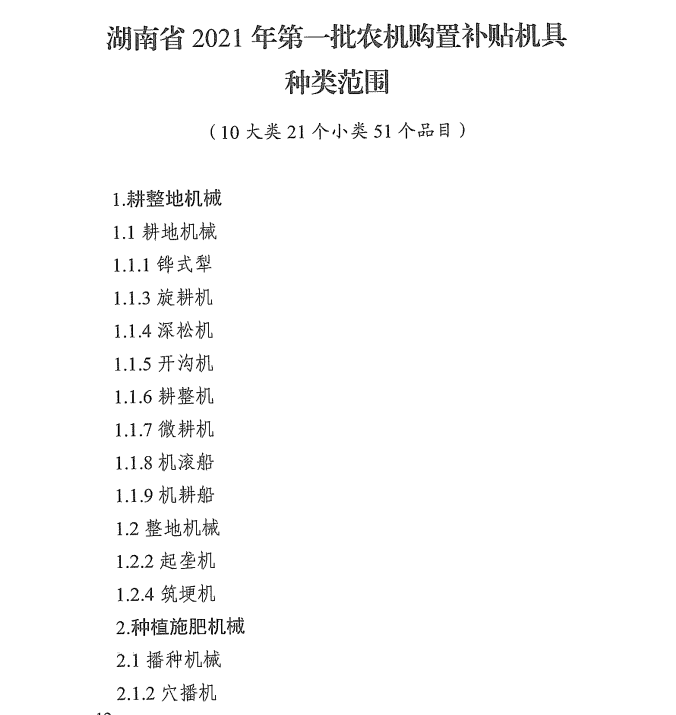 湖南省 2021 年第一批农机购置补贴机具
种类范围
（10 大类 21 个小类 51 个品目）
1.耕整地机械
1.1 耕地机械
1.1.1 铧式犁
1.1.3 旋耕机
1.1.4 深松机
1.1.5 开沟机
1.1.6 耕整机
1.1.7 微耕机
1.1.8 机滚船
1.1.9 机耕船
1.2 整地机械
1.2.2 起垄机
1.2.4 筑埂机
2.种植施肥机械
2.1 播种机械
2.1.2 穴播机